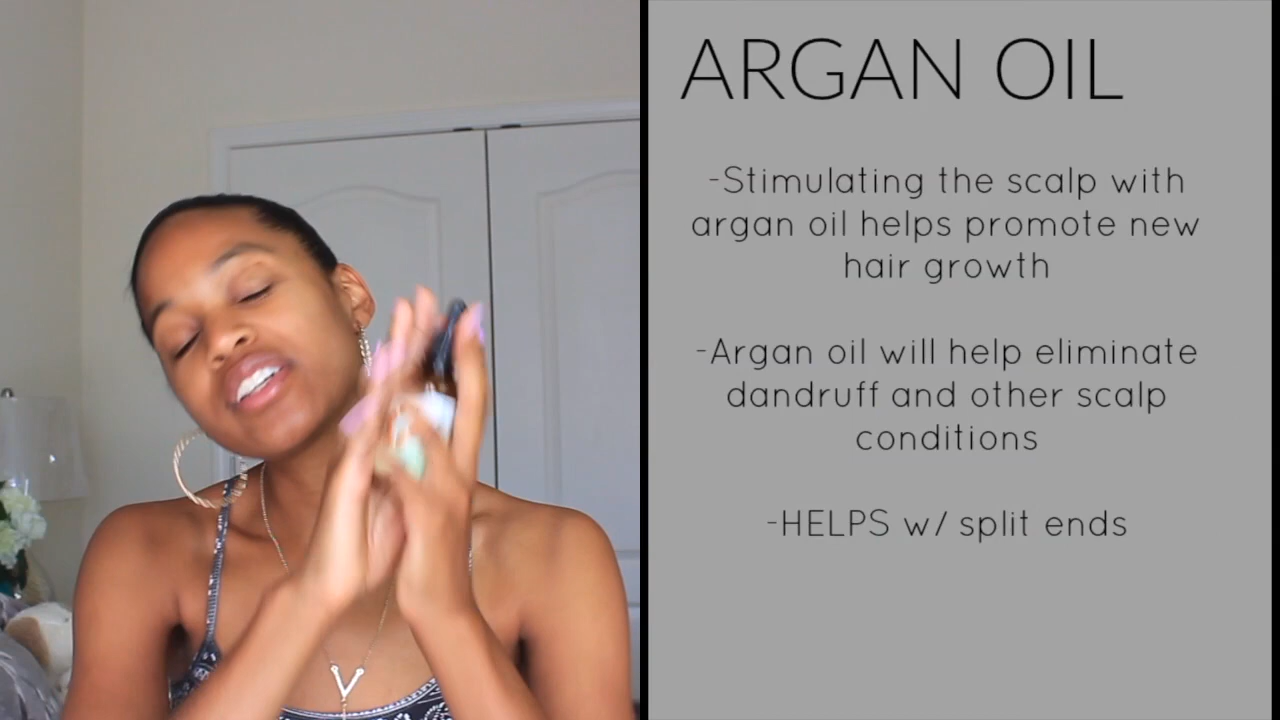 ARGAN OIL
-Stimulating the scalp with
argan oil helps promote new
hair growth
-Argan oil will help eliminate
dandruff and other scalp
conditions
-HELPS w/ split ends